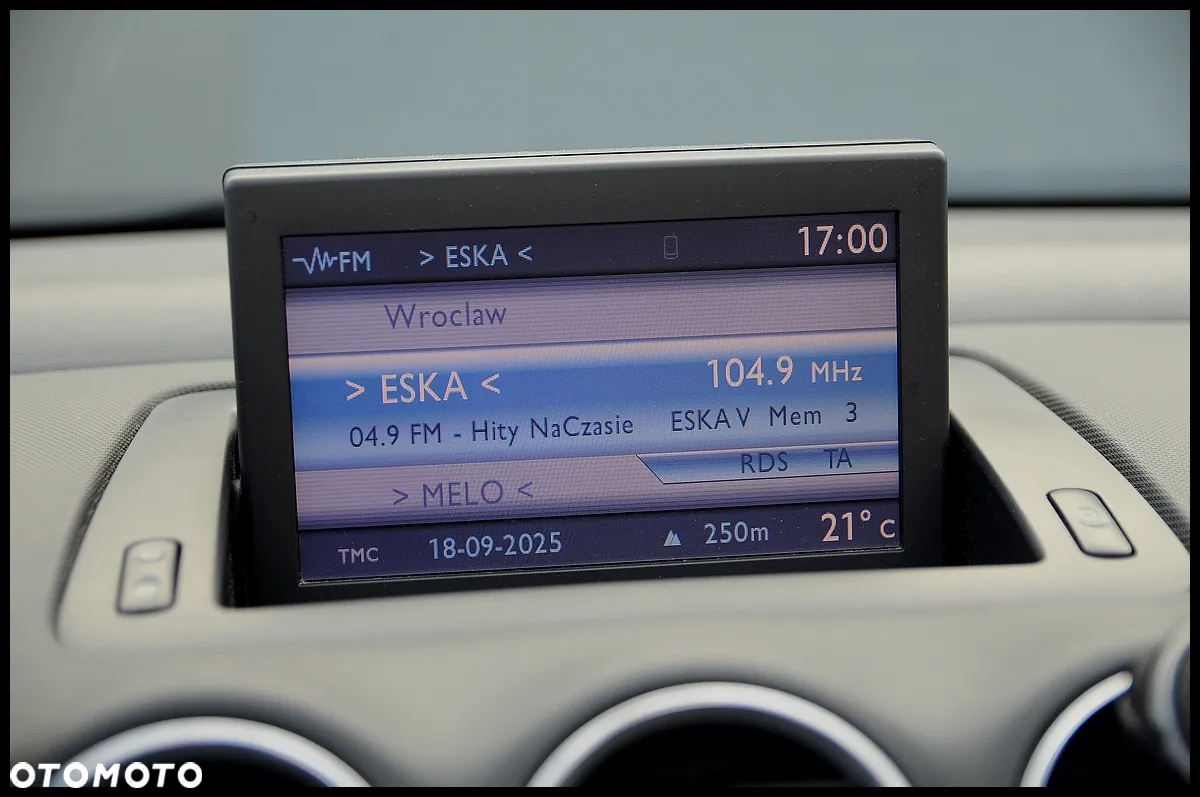 FM > ESKA < 17:00
Wroclaw
> ESKA < 104.9 MHz
04.9 FM - Hity NaCzasie ESKA V Mem 3
RDS TA
> MELO <
TMC 18-09-2025 250m 21° C
OTOMOTO